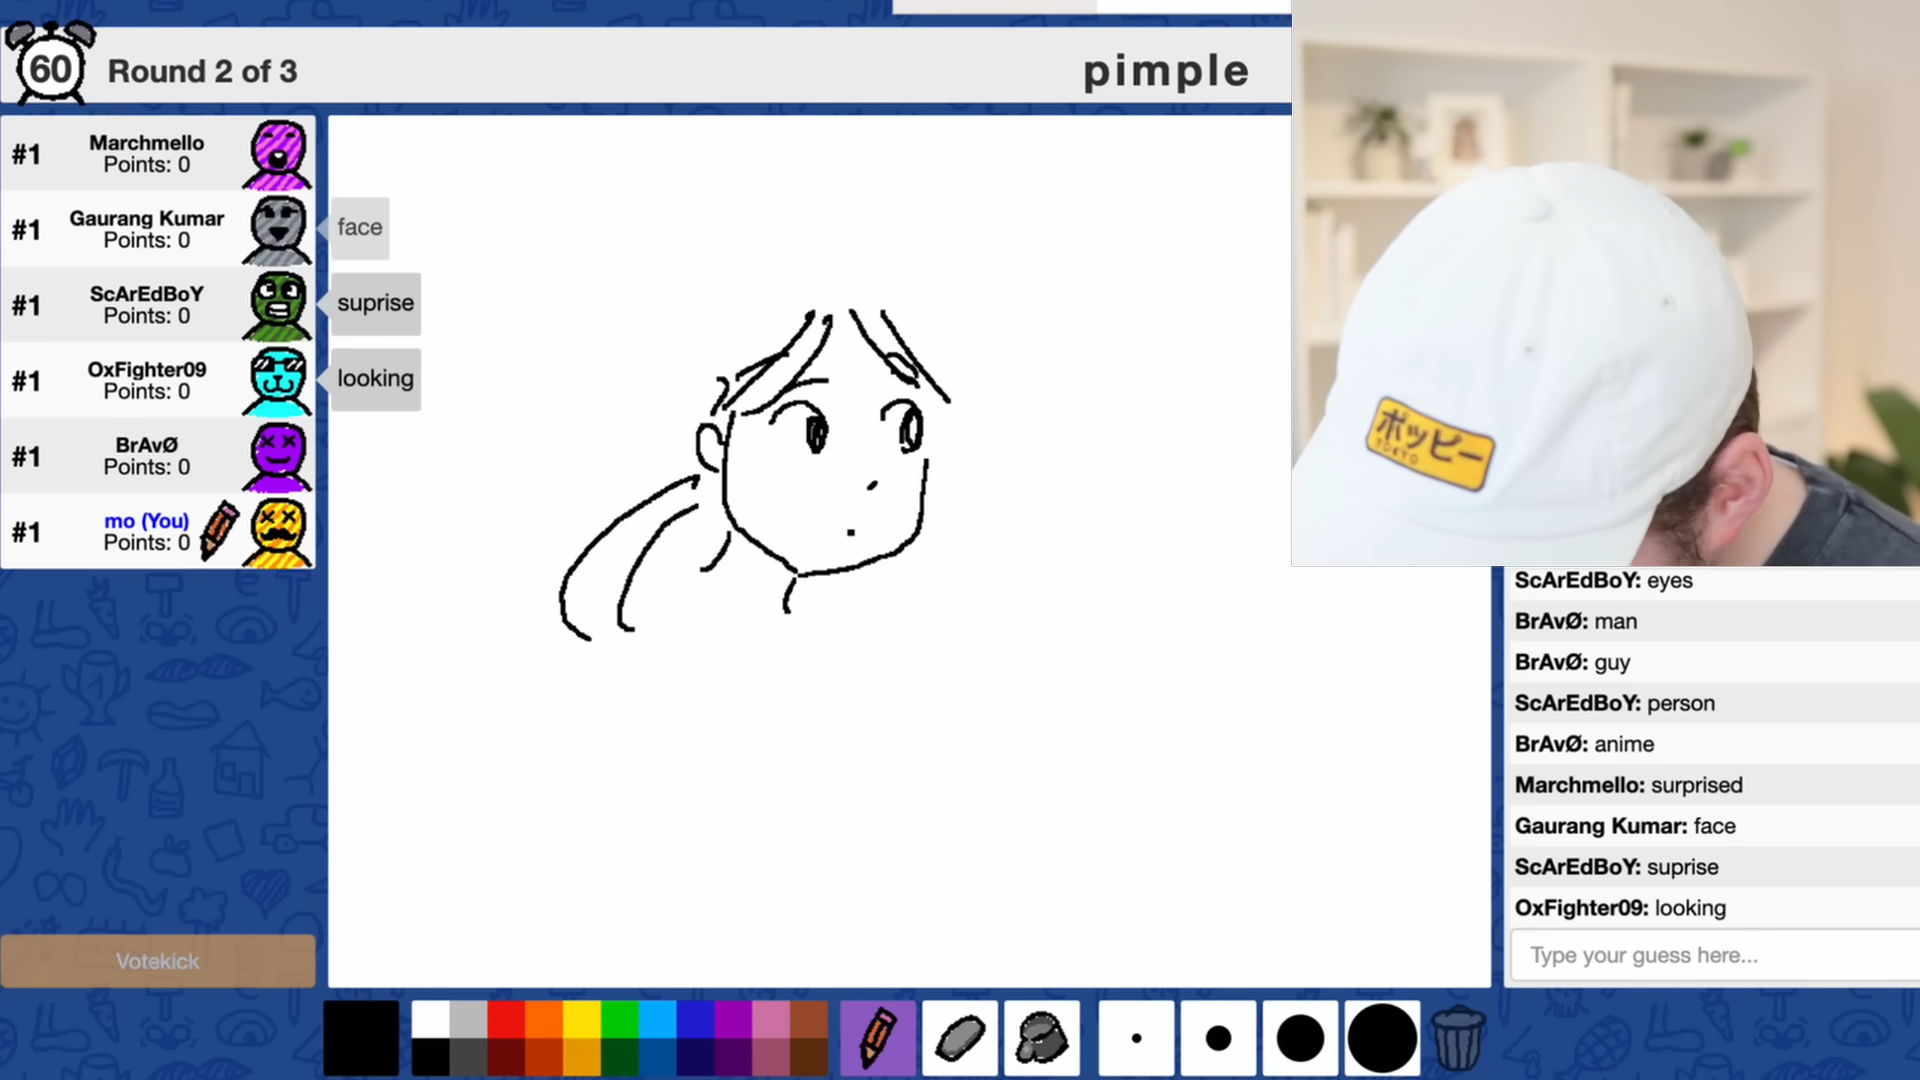 60
Round 2 of 3
pimple
#1
Marchmello
Points: 0
#1
Gaurang Kumar
Points: 0
face
#1
ScArEdBoY
Points: 0
suprise
#1
OxFighter09
Points: 0
looking
#1
BrAvØ
Points: 0
#1
mo (You)
Points: 0
Votekick
ポッピー
TOKYO
ScArEdBoY: eyes
BrAvØ: man
BrAvØ: guy
ScArEdBoY: person
BrAvØ: anime
Marchmello: surprised
Gaurang Kumar: face
ScArEdBoY: suprise
OxFighter09: looking
Type your guess here...